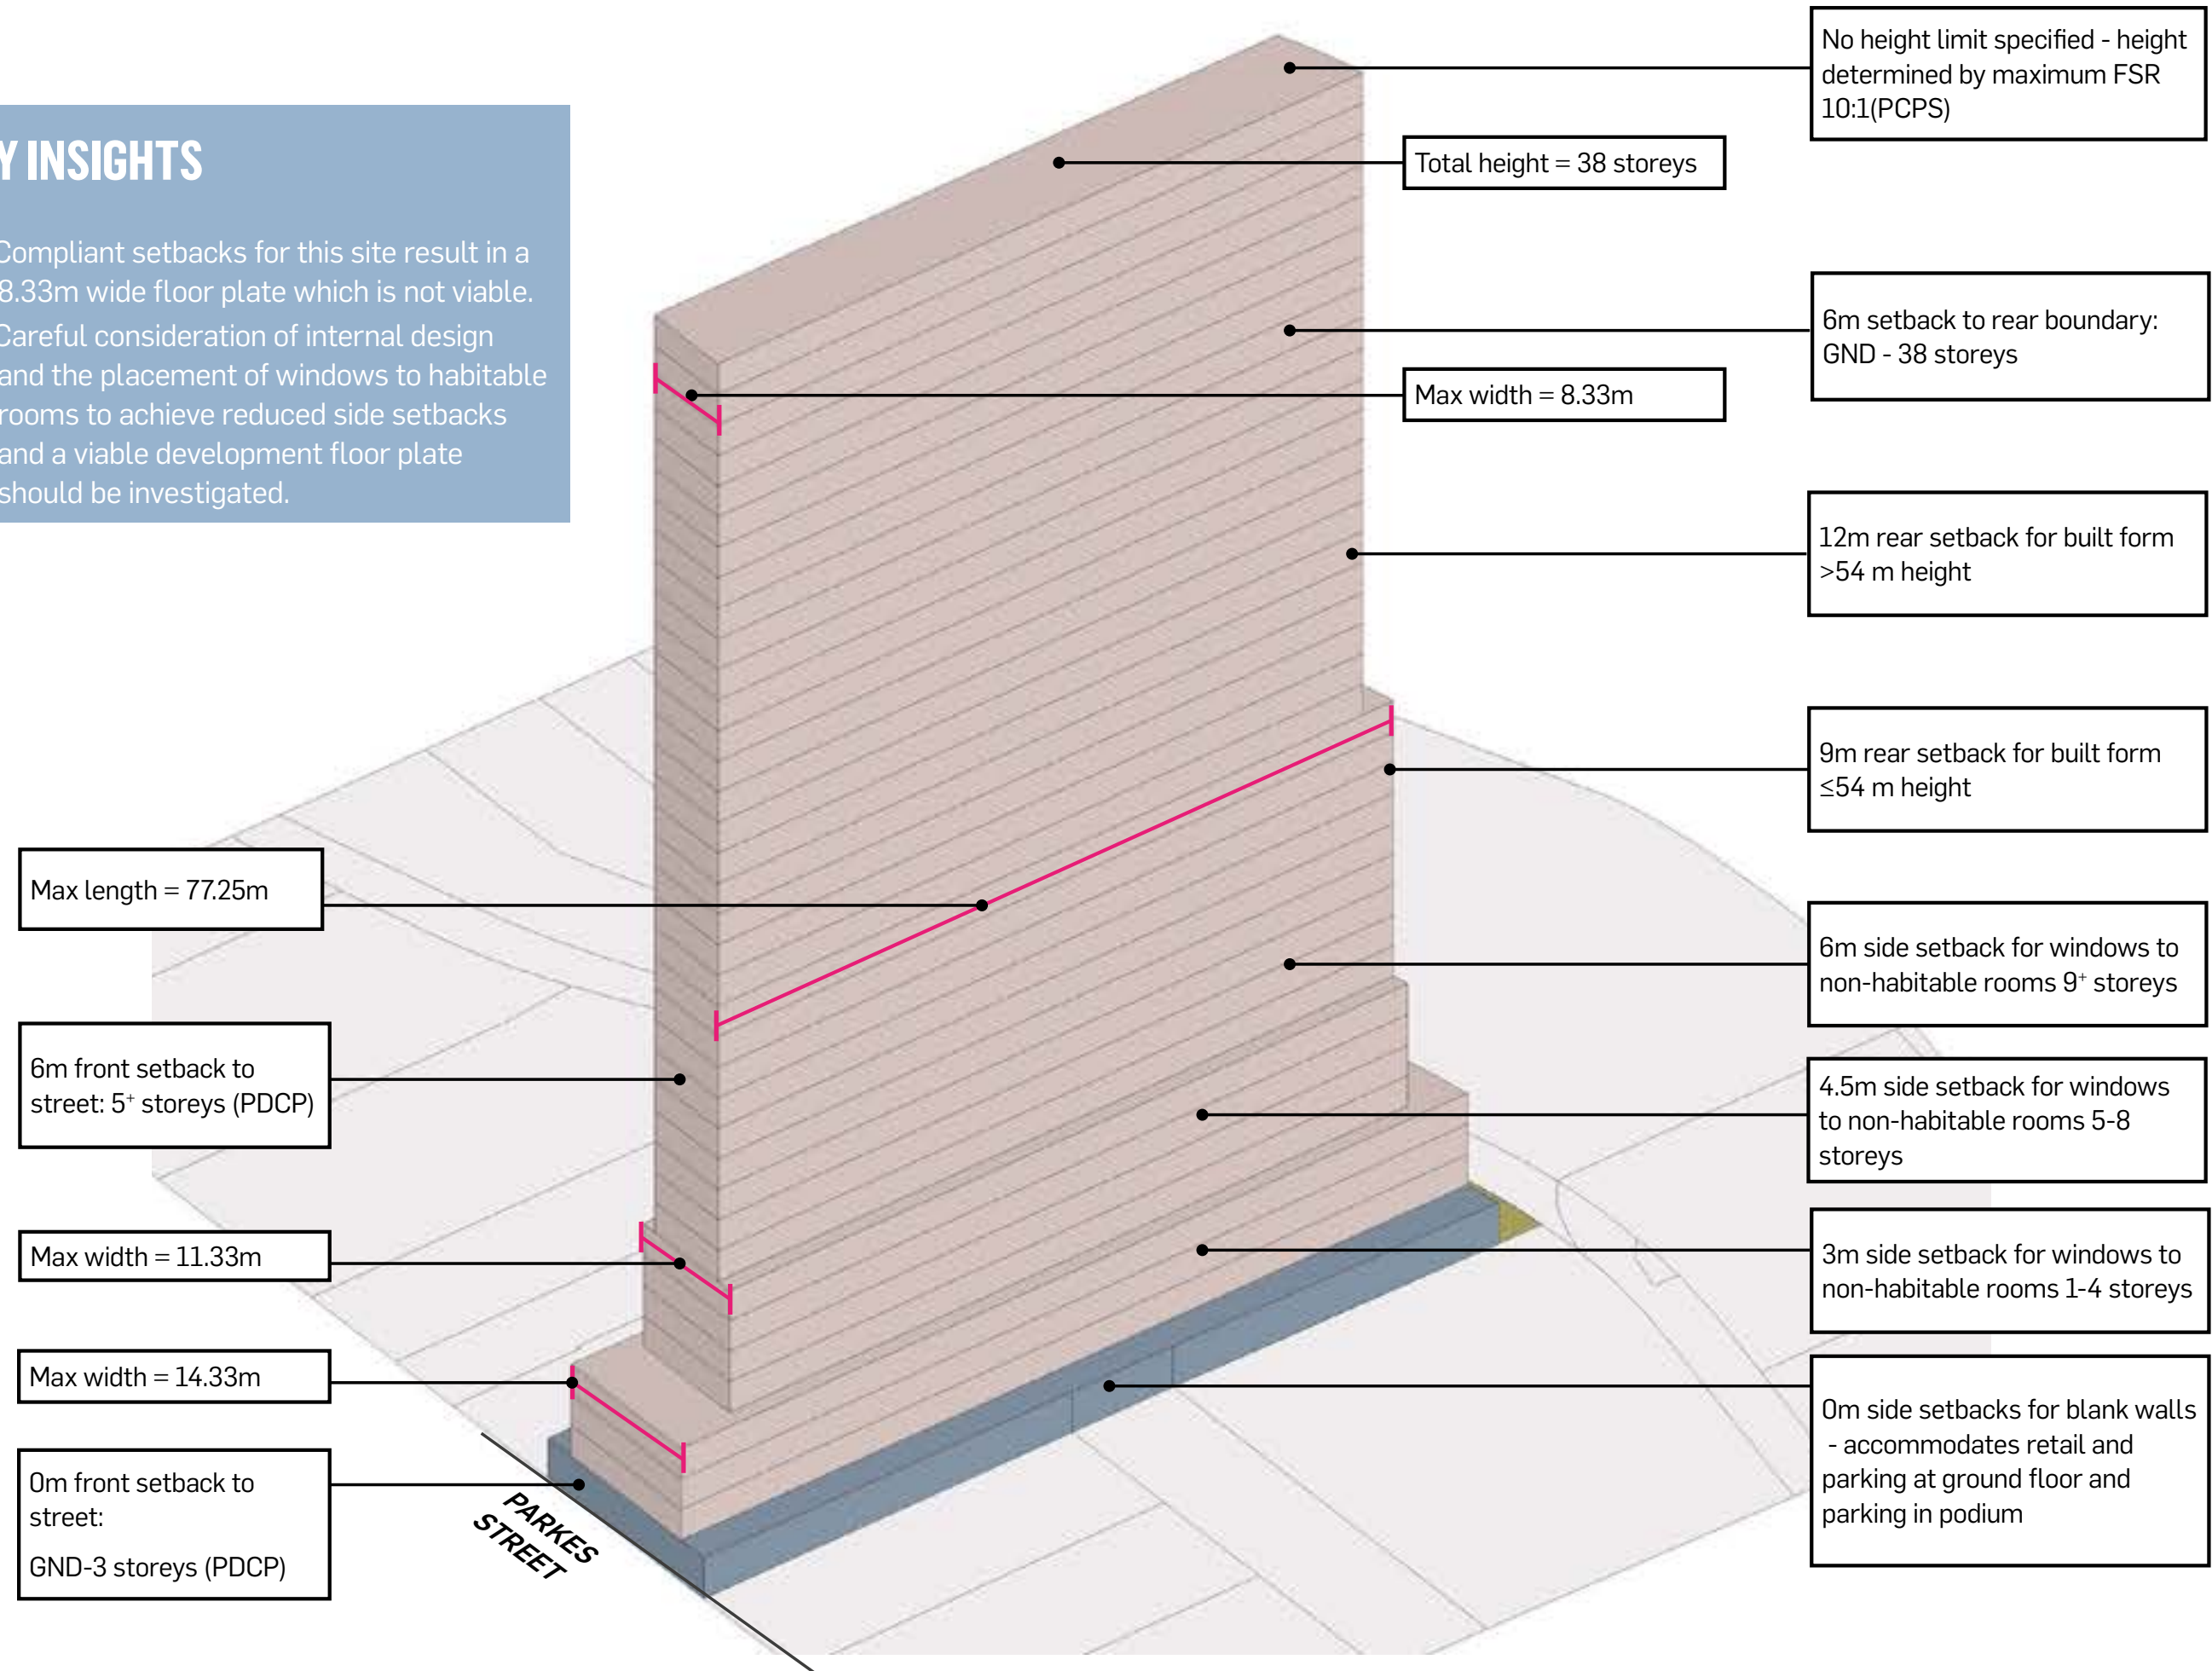 Y INSIGHTS
Compliant setbacks for this site result in a
8.33m wide floor plate which is not viable.
Careful consideration of internal design
and the placement of windows to habitable
rooms to achieve reduced side setbacks
and a viable development floor plate
should be investigated.
No height limit specified - height
determined by maximum FSR
10:1(PCPS)
Total height = 38 storeys
6m setback to rear boundary:
GND - 38 storeys
Max width = 8.33m
12m rear setback for built form
>54 m height
9m rear setback for built form
≤54 m height
Max length = 77.25m
6m side setback for windows to
non-habitable rooms 9+ storeys
6m front setback to
street: 5+ storeys (PDCP)
4.5m side setback for windows
to non-habitable rooms 5-8
storeys
Max width = 11.33m
3m side setback for windows to
non-habitable rooms 1-4 storeys
Max width = 14.33m
0m side setbacks for blank walls
- accommodates retail and
parking at ground floor and
parking in podium
0m front setback to
street:
GND-3 storeys (PDCP)
PARKES
STREET